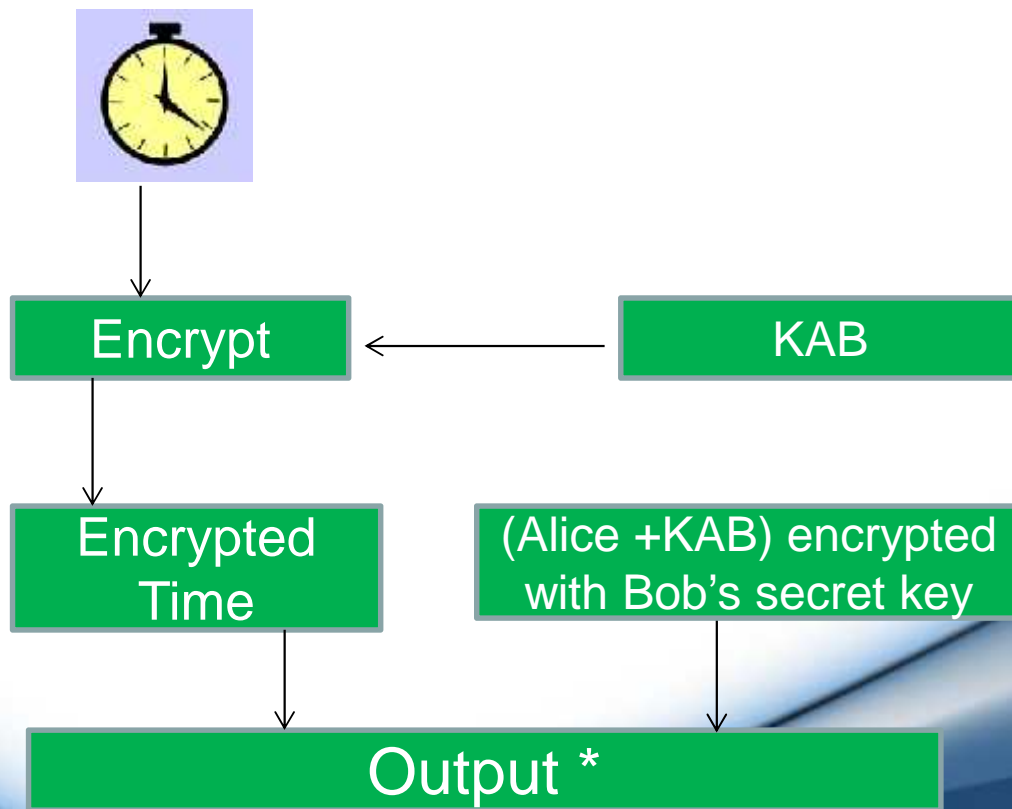 Encrypt
KAB
Encrypted
Time
(Alice +KAB) encrypted
with Bob’s secret key
Output *